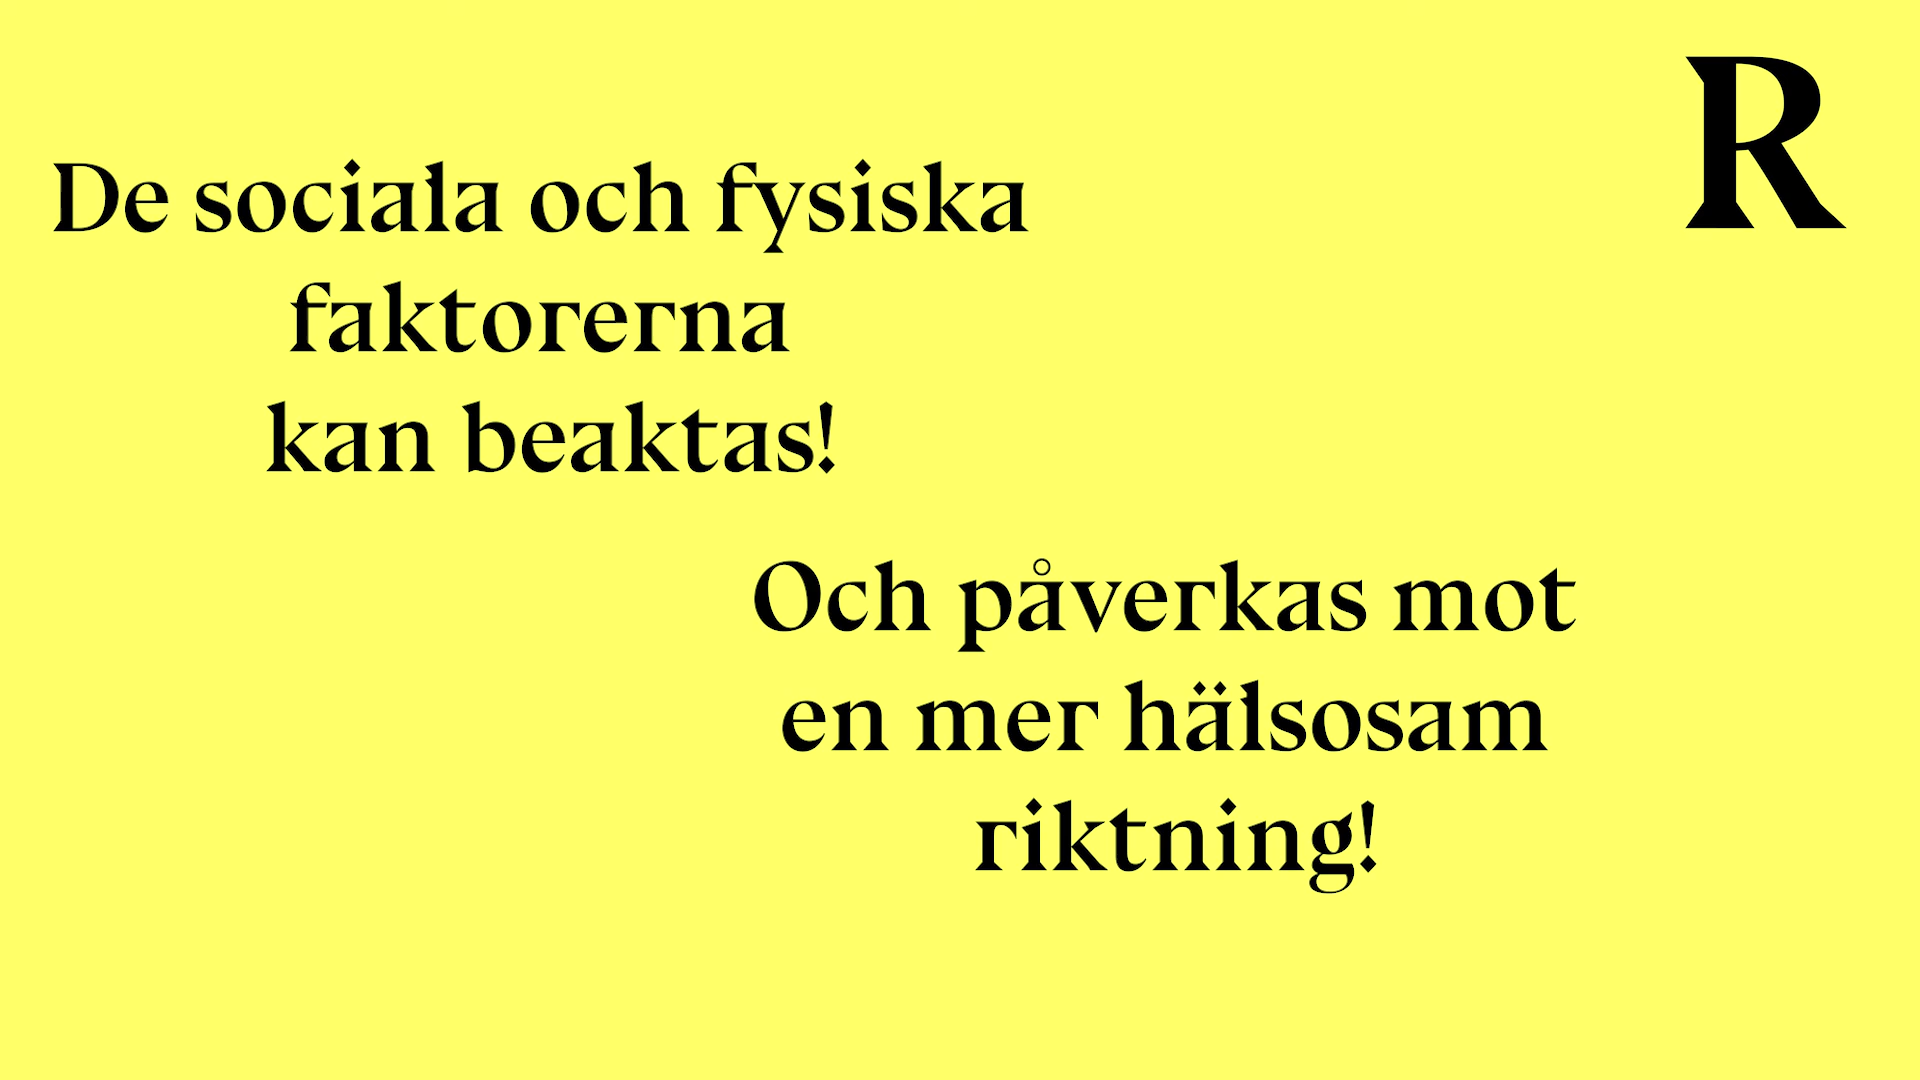 R
De sociala och fysiska
faktorerna
kan beaktas!
Och påverkas mot
en mer hälsosam
riktning!